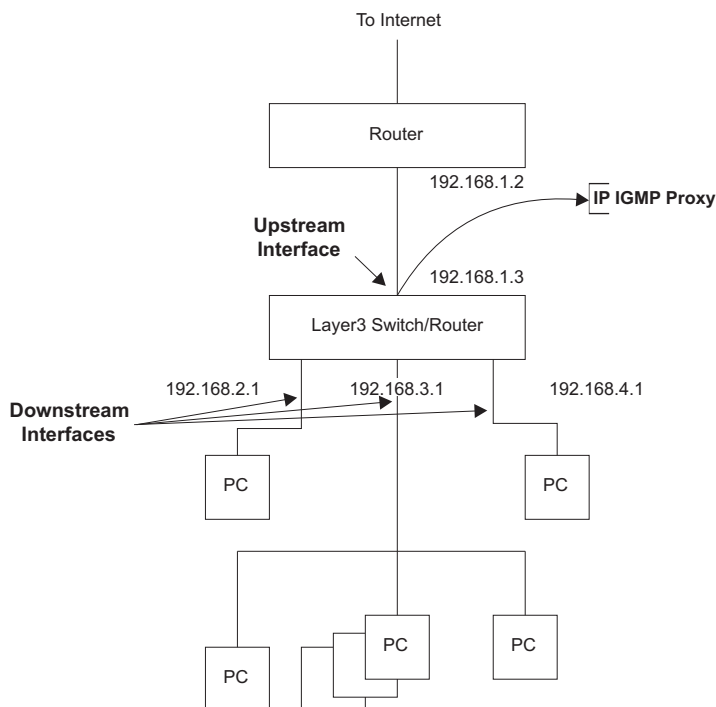 To Internet
Router
192.168.1.2
IP IGMP Proxy
Upstream
Interface
192.168.1.3
Layer3 Switch/Router
192.168.2.1
192.168.3.1
192.168.4.1
Downstream
Interfaces
PC
PC
PC
PC
PC